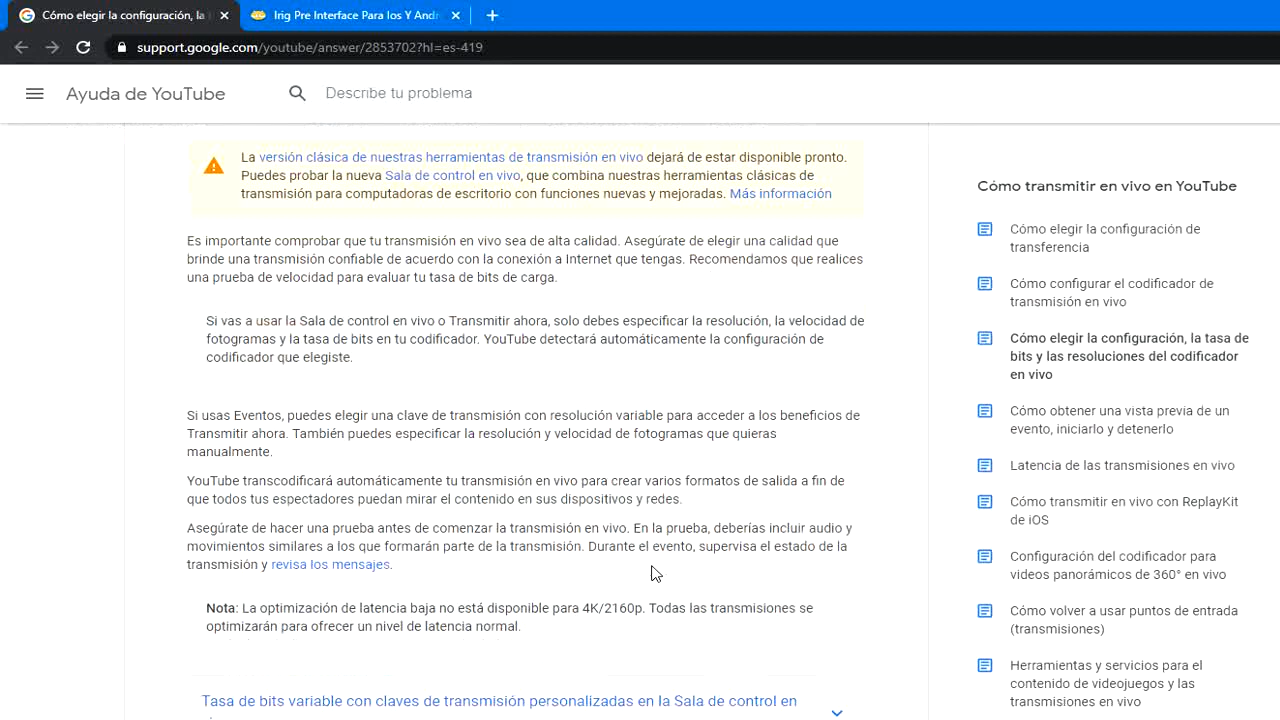 Cómo elegir la configuración, la
Irig Pre Interface Para Ios Y Andr
support.google.com/youtube/answer/2853702?hl=es-419
Ayuda de YouTube
Describe tu problema
La versión clásica de nuestras herramientas de transmisión en vivo dejará de estar disponible pronto.
Puedes probar la nueva Sala de control en vivo, que combina nuestras herramientas clásicas de
transmisión para computadoras de escritorio con funciones nuevas y mejoradas. Más información
Es importante comprobar que tu transmisión en vivo sea de alta calidad. Asegúrate de elegir una calidad que
brinde una transmisión confiable de acuerdo con la conexión a Internet que tengas. Recomendamos que realices
una prueba de velocidad para evaluar tu tasa de bits de carga.
Si vas a usar la Sala de control en vivo o Transmitir ahora, solo debes especificar la resolución, la velocidad de
fotogramas y la tasa de bits en tu codificador. YouTube detectará automáticamente la configuración de
codificador que elegiste.
Si usas Eventos, puedes elegir una clave de transmisión con resolución variable para acceder a los beneficios de
Transmitir ahora. También puedes especificar la resolución y velocidad de fotogramas que quieras
manualmente.
YouTube transcodificará automáticamente tu transmisión en vivo para crear varios formatos de salida a fin de
que todos tus espectadores puedan mirar el contenido en sus dispositivos y redes.
Asegúrate de hacer una prueba antes de comenzar la transmisión en vivo. En la prueba, deberías incluir audio y
movimientos similares a los que formarán parte de la transmisión. Durante el evento, supervisa el estado de la
transmisión y revisa los mensajes.
Nota: La optimización de latencia baja no está disponible para 4K/2160p. Todas las transmisiones se
optimizarán para ofrecer un nivel de latencia normal.
Tasa de bits variable con claves de transmisión personalizadas en la Sala de control en
Cómo transmitir en vivo en YouTube
Cómo elegir la configuración de
transferencia
Cómo configurar el codificador de
transmisión en vivo
Cómo elegir la configuración, la tasa de
bits y las resoluciones del codificador
en vivo
Cómo obtener una vista previa de un
evento, iniciarlo y detenerlo
Latencia de las transmisiones en vivo
Cómo transmitir en vivo con ReplayKit
de iOS
Configuración del codificador para
videos panorámicos de 360° en vivo
Cómo volver a usar puntos de entrada
(transmisiones)
Herramientas y servicios para el
contenido de videojuegos y las
transmisiones en vivo